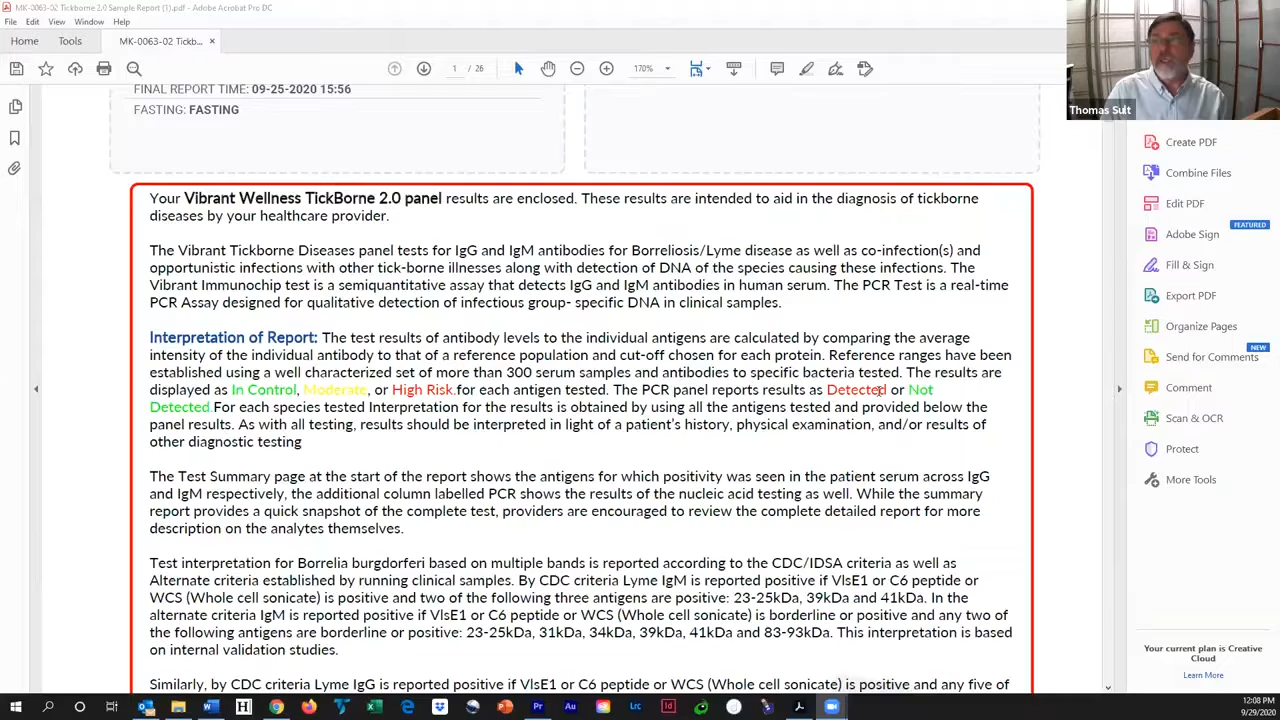 MK-0063-02 Tickborne 2.0 Sample Report (1).pdf - Adobe Acrobat Pro DC
File Edit View Window Help
Home Tools MK-0063-02 Tickb... ×
1 / 26 170%
Thomas Sult
FINAL REPORT TIME: 09-25-2020 15:56
FASTING: FASTING
Your Vibrant Wellness TickBorne 2.0 panel results are enclosed. These results are intended to aid in the diagnosis of tickborne
diseases by your healthcare provider.
The Vibrant Tickborne Diseases panel tests for IgG and IgM antibodies for Borreliosis/Lyme disease as well as co-infection(s) and
opportunistic infections with other tick-borne illnesses along with detection of DNA of the species causing these infections. The
Vibrant Immunochip test is a semiquantitative assay that detects IgG and IgM antibodies in human serum. The PCR Test is a real-time
PCR Assay designed for qualitative detection of infectious group- specific DNA in clinical samples.
Interpretation of Report: The test results of antibody levels to the individual antigens are calculated by comparing the average
intensity of the individual antibody to that of a reference population and cut-off chosen for each protein. Reference ranges have been
established using a well characterized set of more than 300 serum samples and antibodies to specific bacteria tested. The results are
displayed as In Control, Moderate, or High Risk.for each antigen tested. The PCR panel reports results as Detected or Not
Detected.For each species tested Interpretation for the results is obtained by using all the antigens tested and provided below the
panel results. As with all testing, results should be interpreted in light of a patient's history, physical examination, and/or results of
other diagnostic testing
The Test Summary page at the start of the report shows the antigens for which positivity was seen in the patient serum across IgG
and IgM respectively, the additional column labelled PCR shows the results of the nucleic acid testing as well. While the summary
report provides a quick snapshot of the complete test, providers are encouraged to review the complete detailed report for more
description on the analytes themselves.
Test interpretation for Borrelia burgdorferi based on multiple bands is reported according to the CDC/IDSA criteria as well as
Alternate criteria established by running clinical samples. By CDC criteria Lyme IgM is reported positive if VlsE1 or C6 peptide or
WCS (Whole cell sonicate) is positive and two of the following three antigens are positive: 23-25kDa, 39kDa and 41kDa. In the
alternate criteria IgM is reported positive if VlsE1 or C6 peptide or WCS (Whole cell sonicate) is borderline or positive and any two of
the following antigens are borderline or positive: 23-25kDa, 31kDa, 34kDa, 39kDa, 41kDa and 83-93kDa. This interpretation is based
on internal validation studies.
Similarly, by CDC criteria Lyme IgG is reported positive if VlsE1 or C6 peptide or WCS (Whole cell sonicate) is positive and any five of
Create PDF
Combine Files
Edit PDF
FEATURED
Adobe Sign
Fill & Sign
Export PDF
Organize Pages
NEW
Send for Comments
Comment
Scan & OCR
Protect
More Tools
Your current plan is Creative
Cloud
Learn More
H Pr Au Lr Id
12:08 PM
9/29/2020